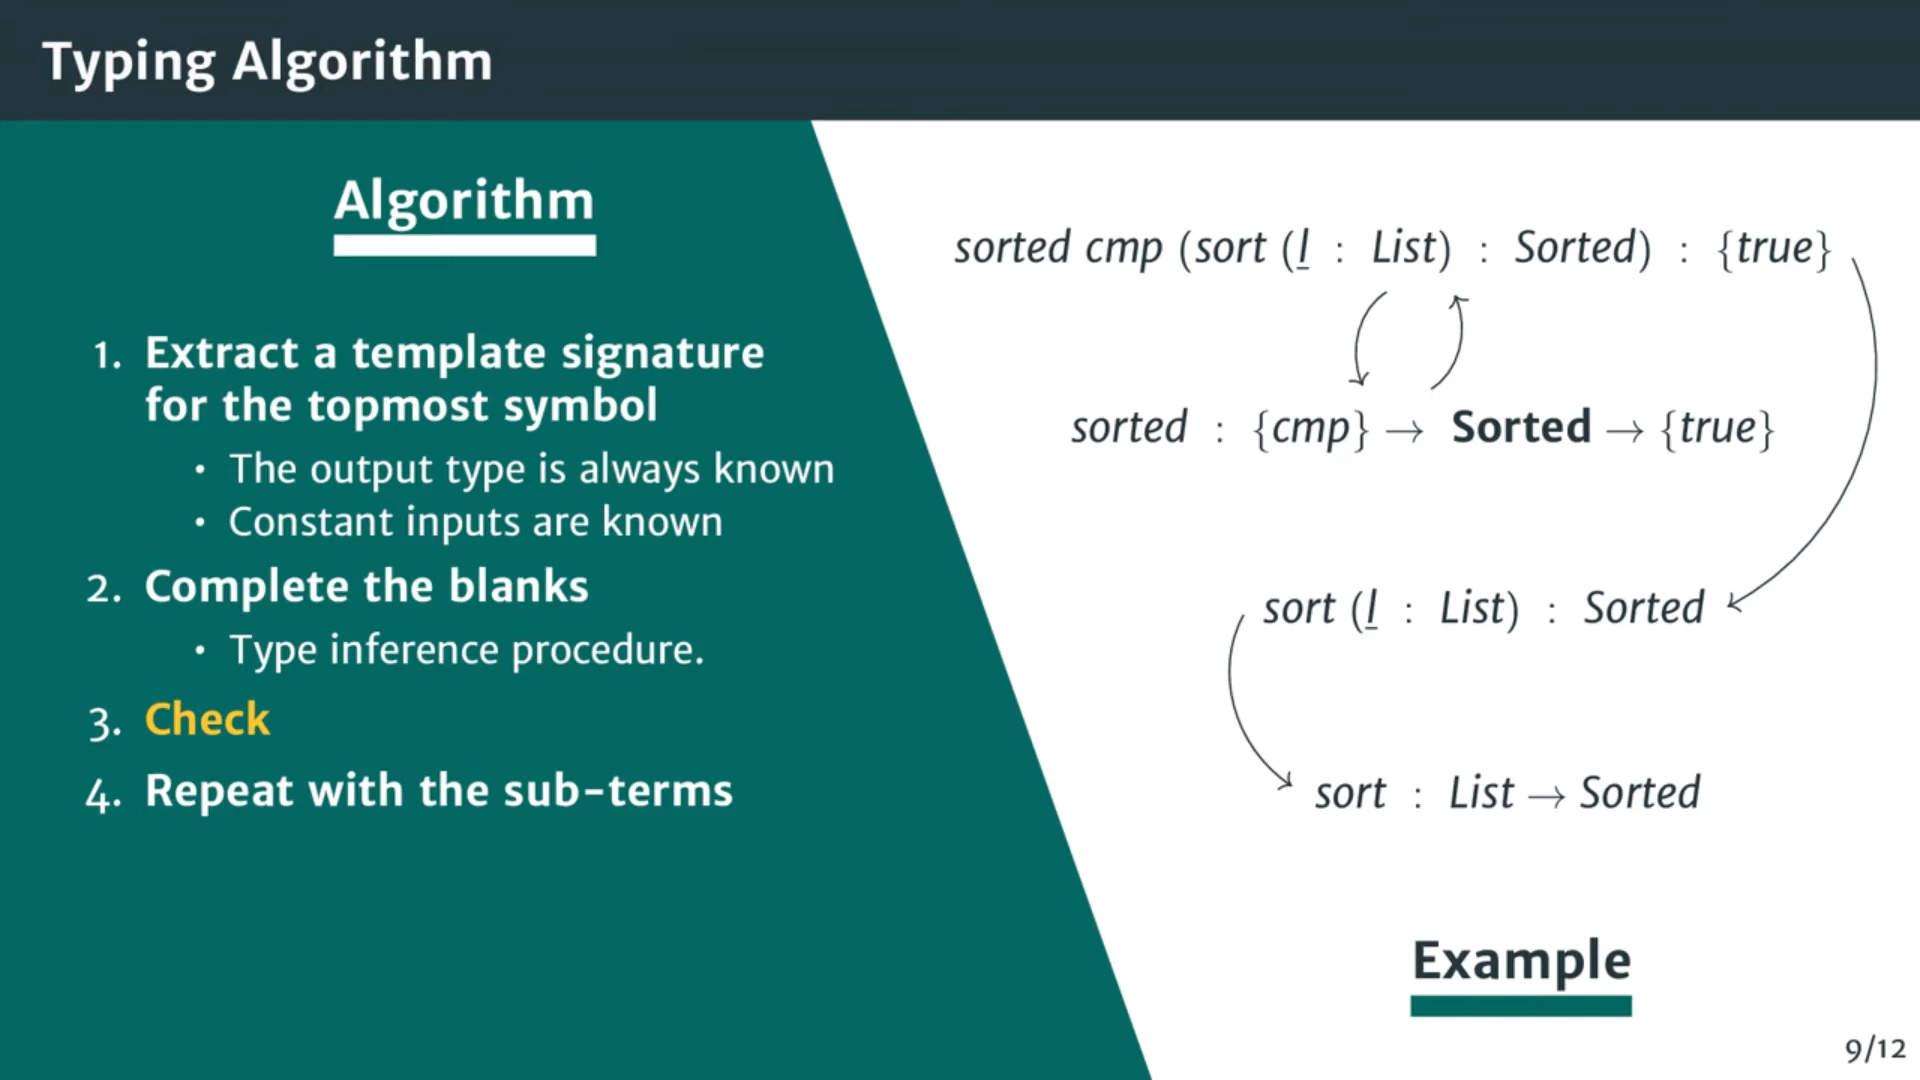 Typing Algorithm
Algorithm
1. Extract a template signature
for the topmost symbol
• The output type is always known
• Constant inputs are known
2. Complete the blanks
• Type inference procedure.
3. Check
4. Repeat with the sub-terms
sorted cmp (sort (l : List) : Sorted) : {true}
sorted : {cmp} → Sorted → {true}
sort (l : List) : Sorted
sort : List → Sorted
Example
9/12